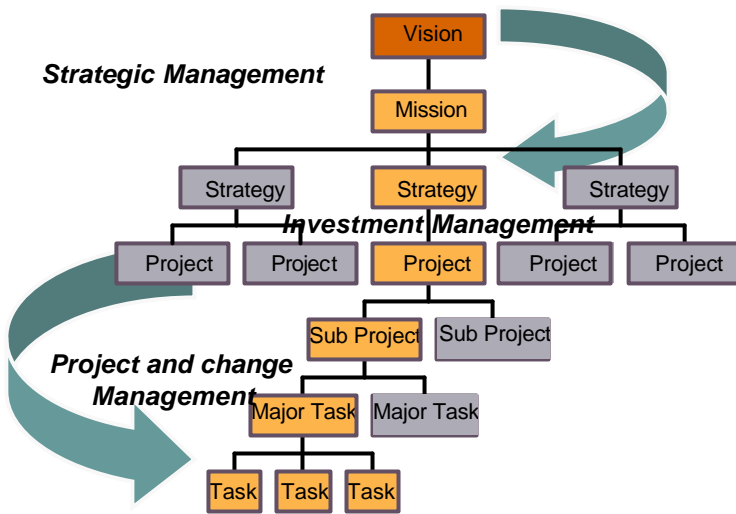 Vision
Strategic Management
Mission
Strategy
Strategy
Strategy
Investment Management
Project
Project
Project
Project
Project
Sub Project
Sub Project
Project and change
Management
Major Task
Major Task
Task
Task
Task